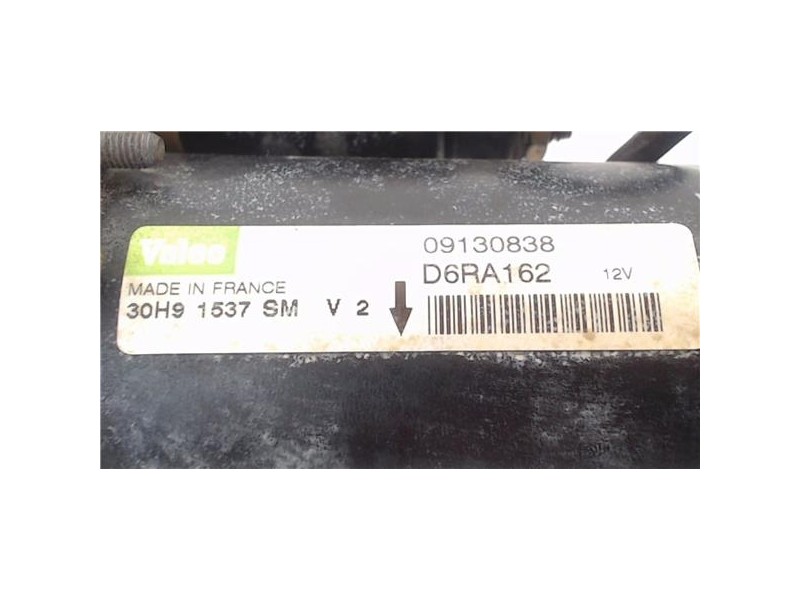 Valeo
09130838
MADE IN FRANCE
D6RA162 12V
30H9 1537 SM V 2